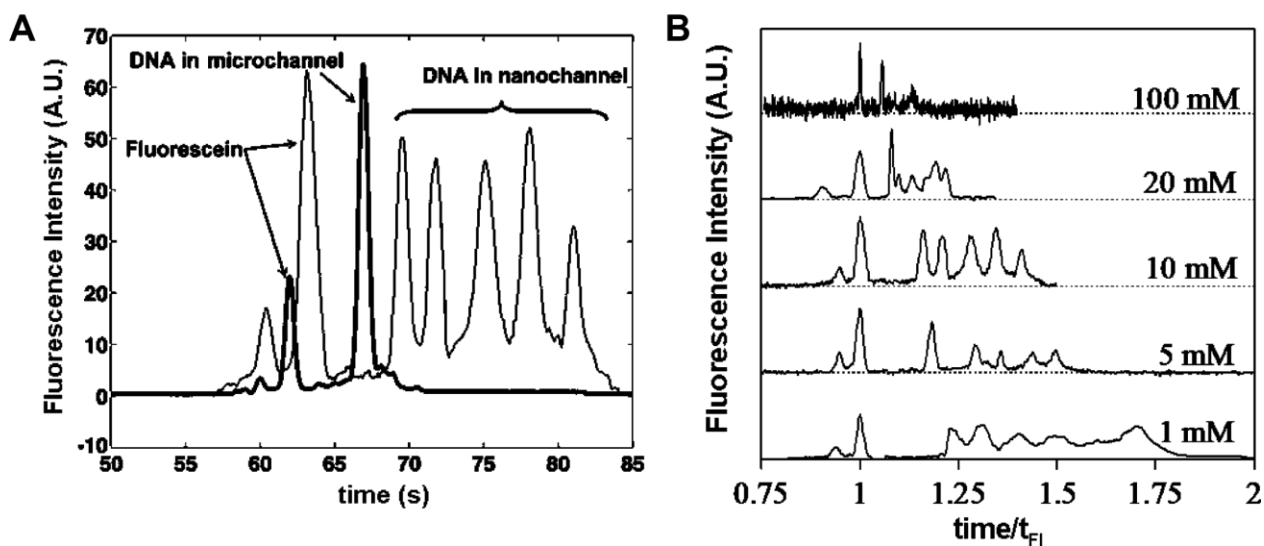 A
Fluorescence Intensity (A.U.)
70
60
50
40
30
20
10
0
-10
DNA in microchannel
DNA In nanochannel
Fluorescein
50
55
60
65
70
75
80
85
time (s)
B
Fluorescence Intensity (A.U.)
100 mM
20 mM
10 mM
5 mM
1 mM
0.75
1
1.25
1.5
1.75
2
time/t_FL